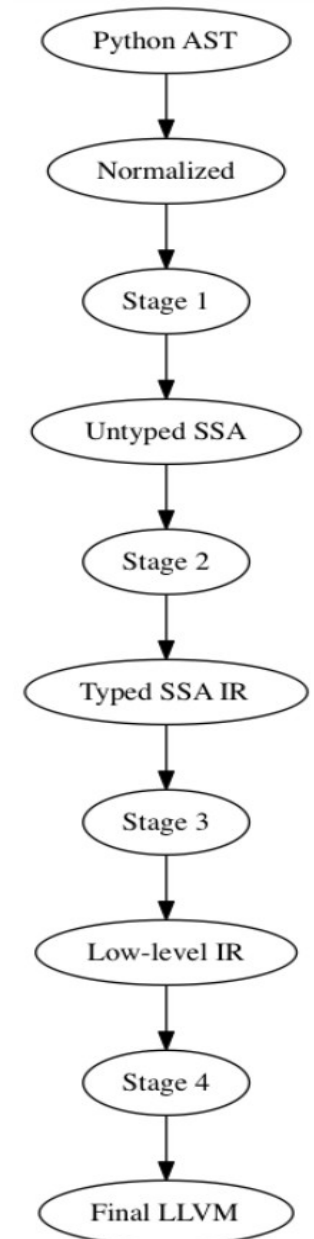 Python AST
Normalized
Stage 1
Untyped SSA
Stage 2
Typed SSA IR
Stage 3
Low-level IR
Stage 4
Final LLVM